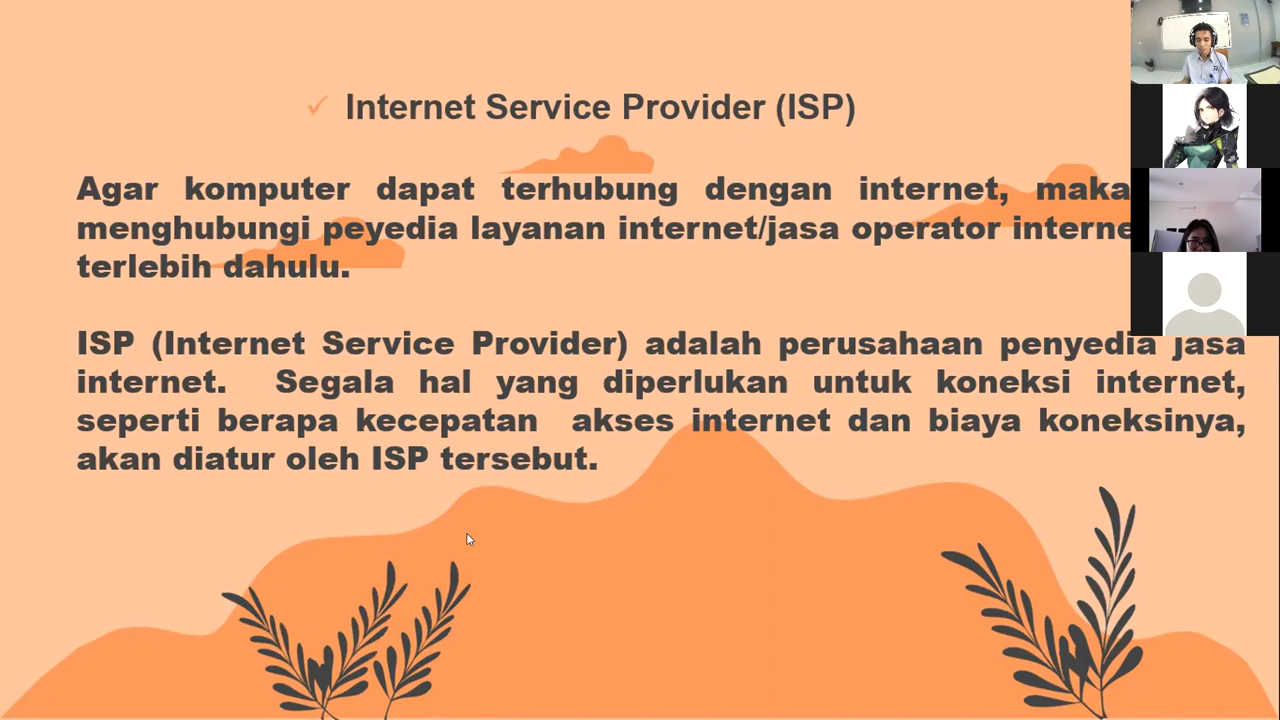 Internet Service Provider (ISP)
Agar komputer dapat terhubung dengan internet, maka
menghubungi peyedia layanan internet/jasa operator interne
terlebih dahulu.
ISP (Internet Service Provider) adalah perusahaan penyedia jasa
internet. Segala hal yang diperlukan untuk koneksi internet,
seperti berapa kecepatan akses internet dan biaya koneksinya,
akan diatur oleh ISP tersebut.